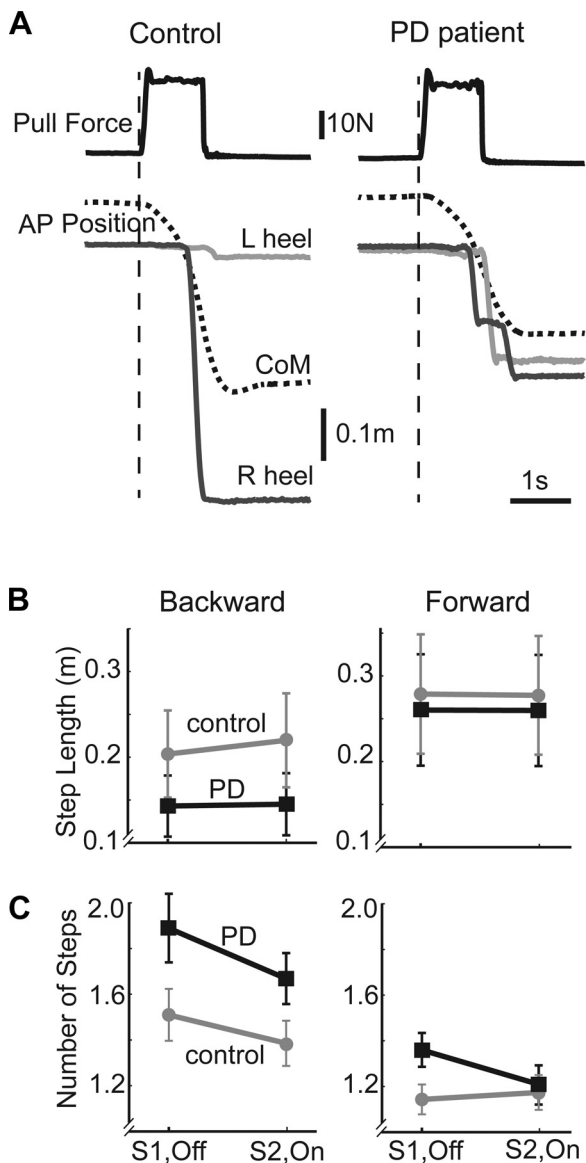 A
Control
PD patient
Pull Force
10N
AP Position
L heel
CoM
0.1m
R heel
1s
B
Backward
Forward
Step Length (m)
0.3
0.2
0.1
control
PD
0.3
0.2
0.1
C
Number of Steps
2.0
1.6
1.2
PD
control
2.0
1.6
1.2
S1,Off
S2,On
S1,Off
S2,On